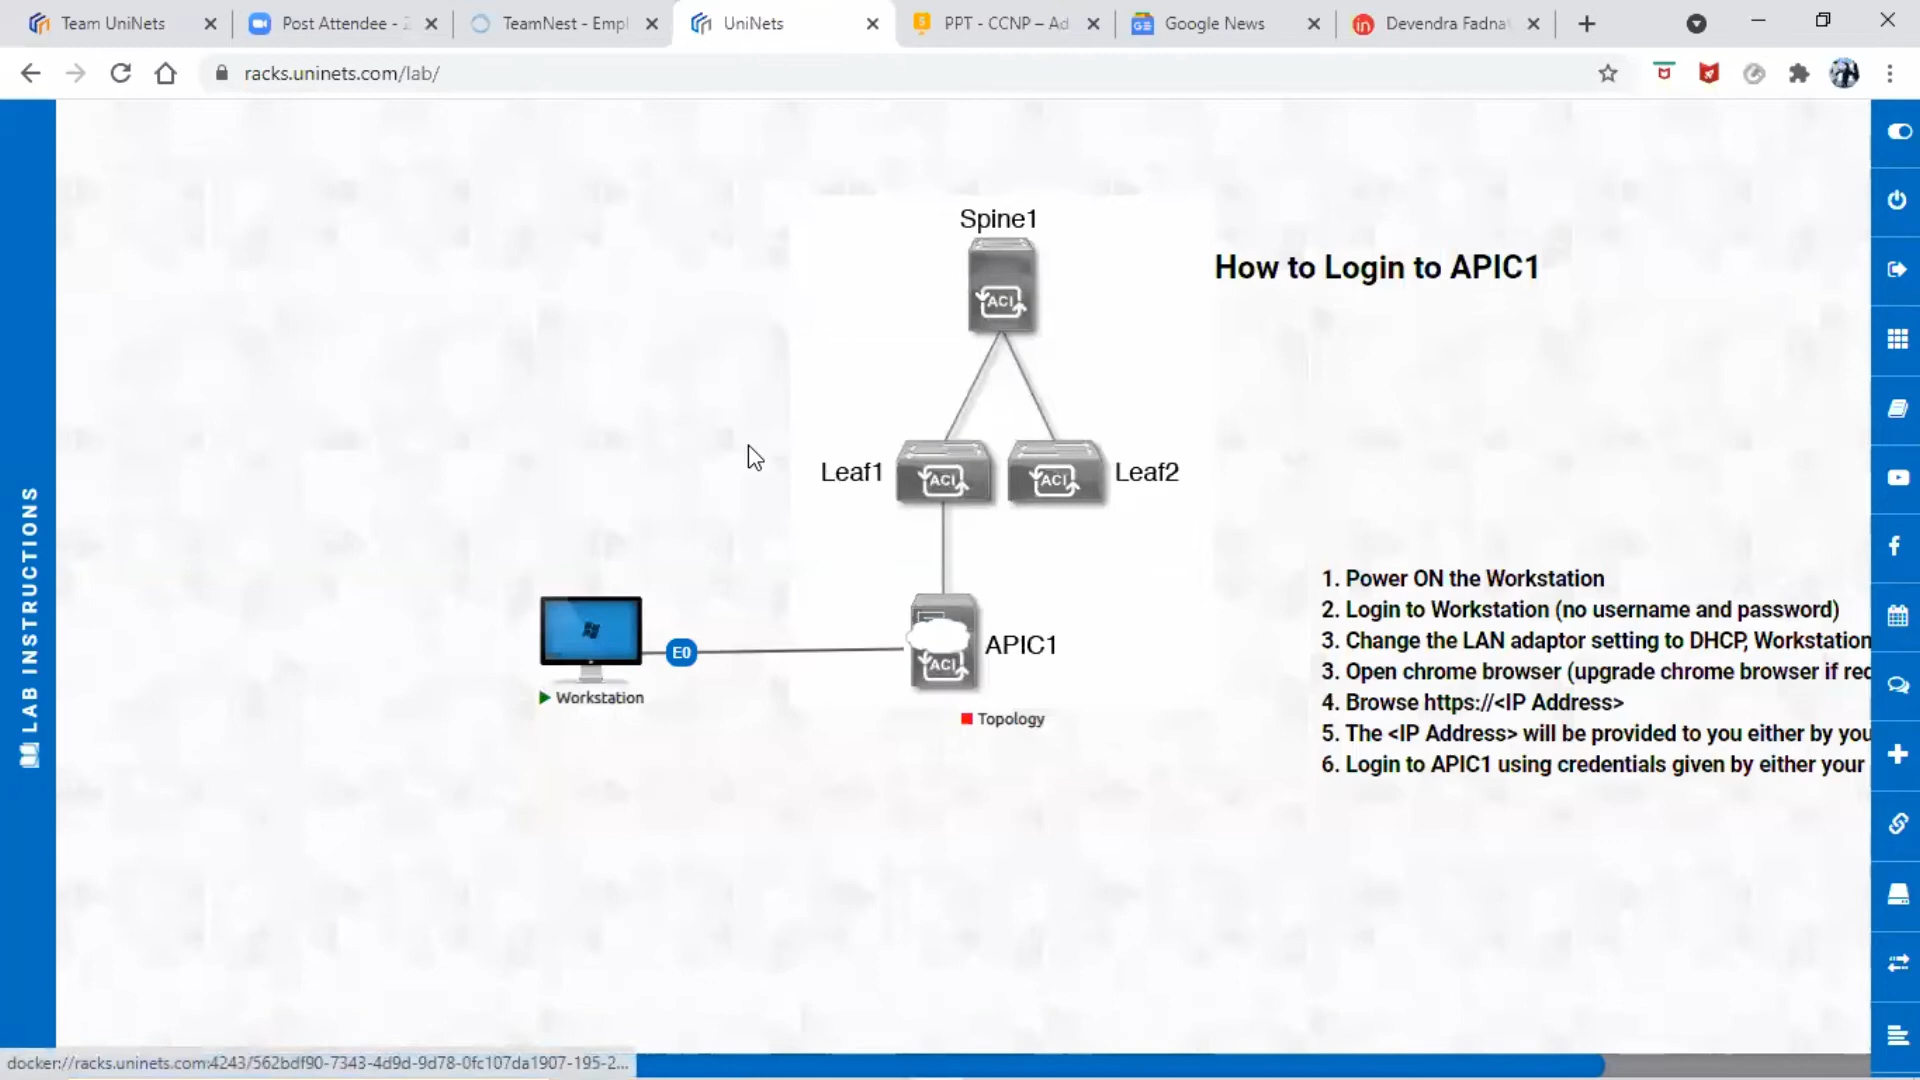 Team UniNets
Post Attendee - Z
TeamNest - Empl
UniNets
PPT - CCNP – Ad
Google News
Devendra Fadnav
racks.uninets.com/lab/
LAB INSTRUCTIONS
Spine1
How to Login to APIC1
ACI
Leaf1
ACI
ACI
Leaf2
1. Power ON the Workstation
2. Login to Workstation (no username and password)
3. Change the LAN adaptor setting to DHCP, Workstation
3. Open chrome browser (upgrade chrome browser if req
4. Browse https://<IP Address>
5. The <IP Address> will be provided to you either by you
6. Login to APIC1 using credentials given by either your
E0
APIC1
ACI
Workstation
Topology
docker://racks.uninets.com:4243/562bdf90-7343-4d9d-9d78-0fc107da1907-195-2...